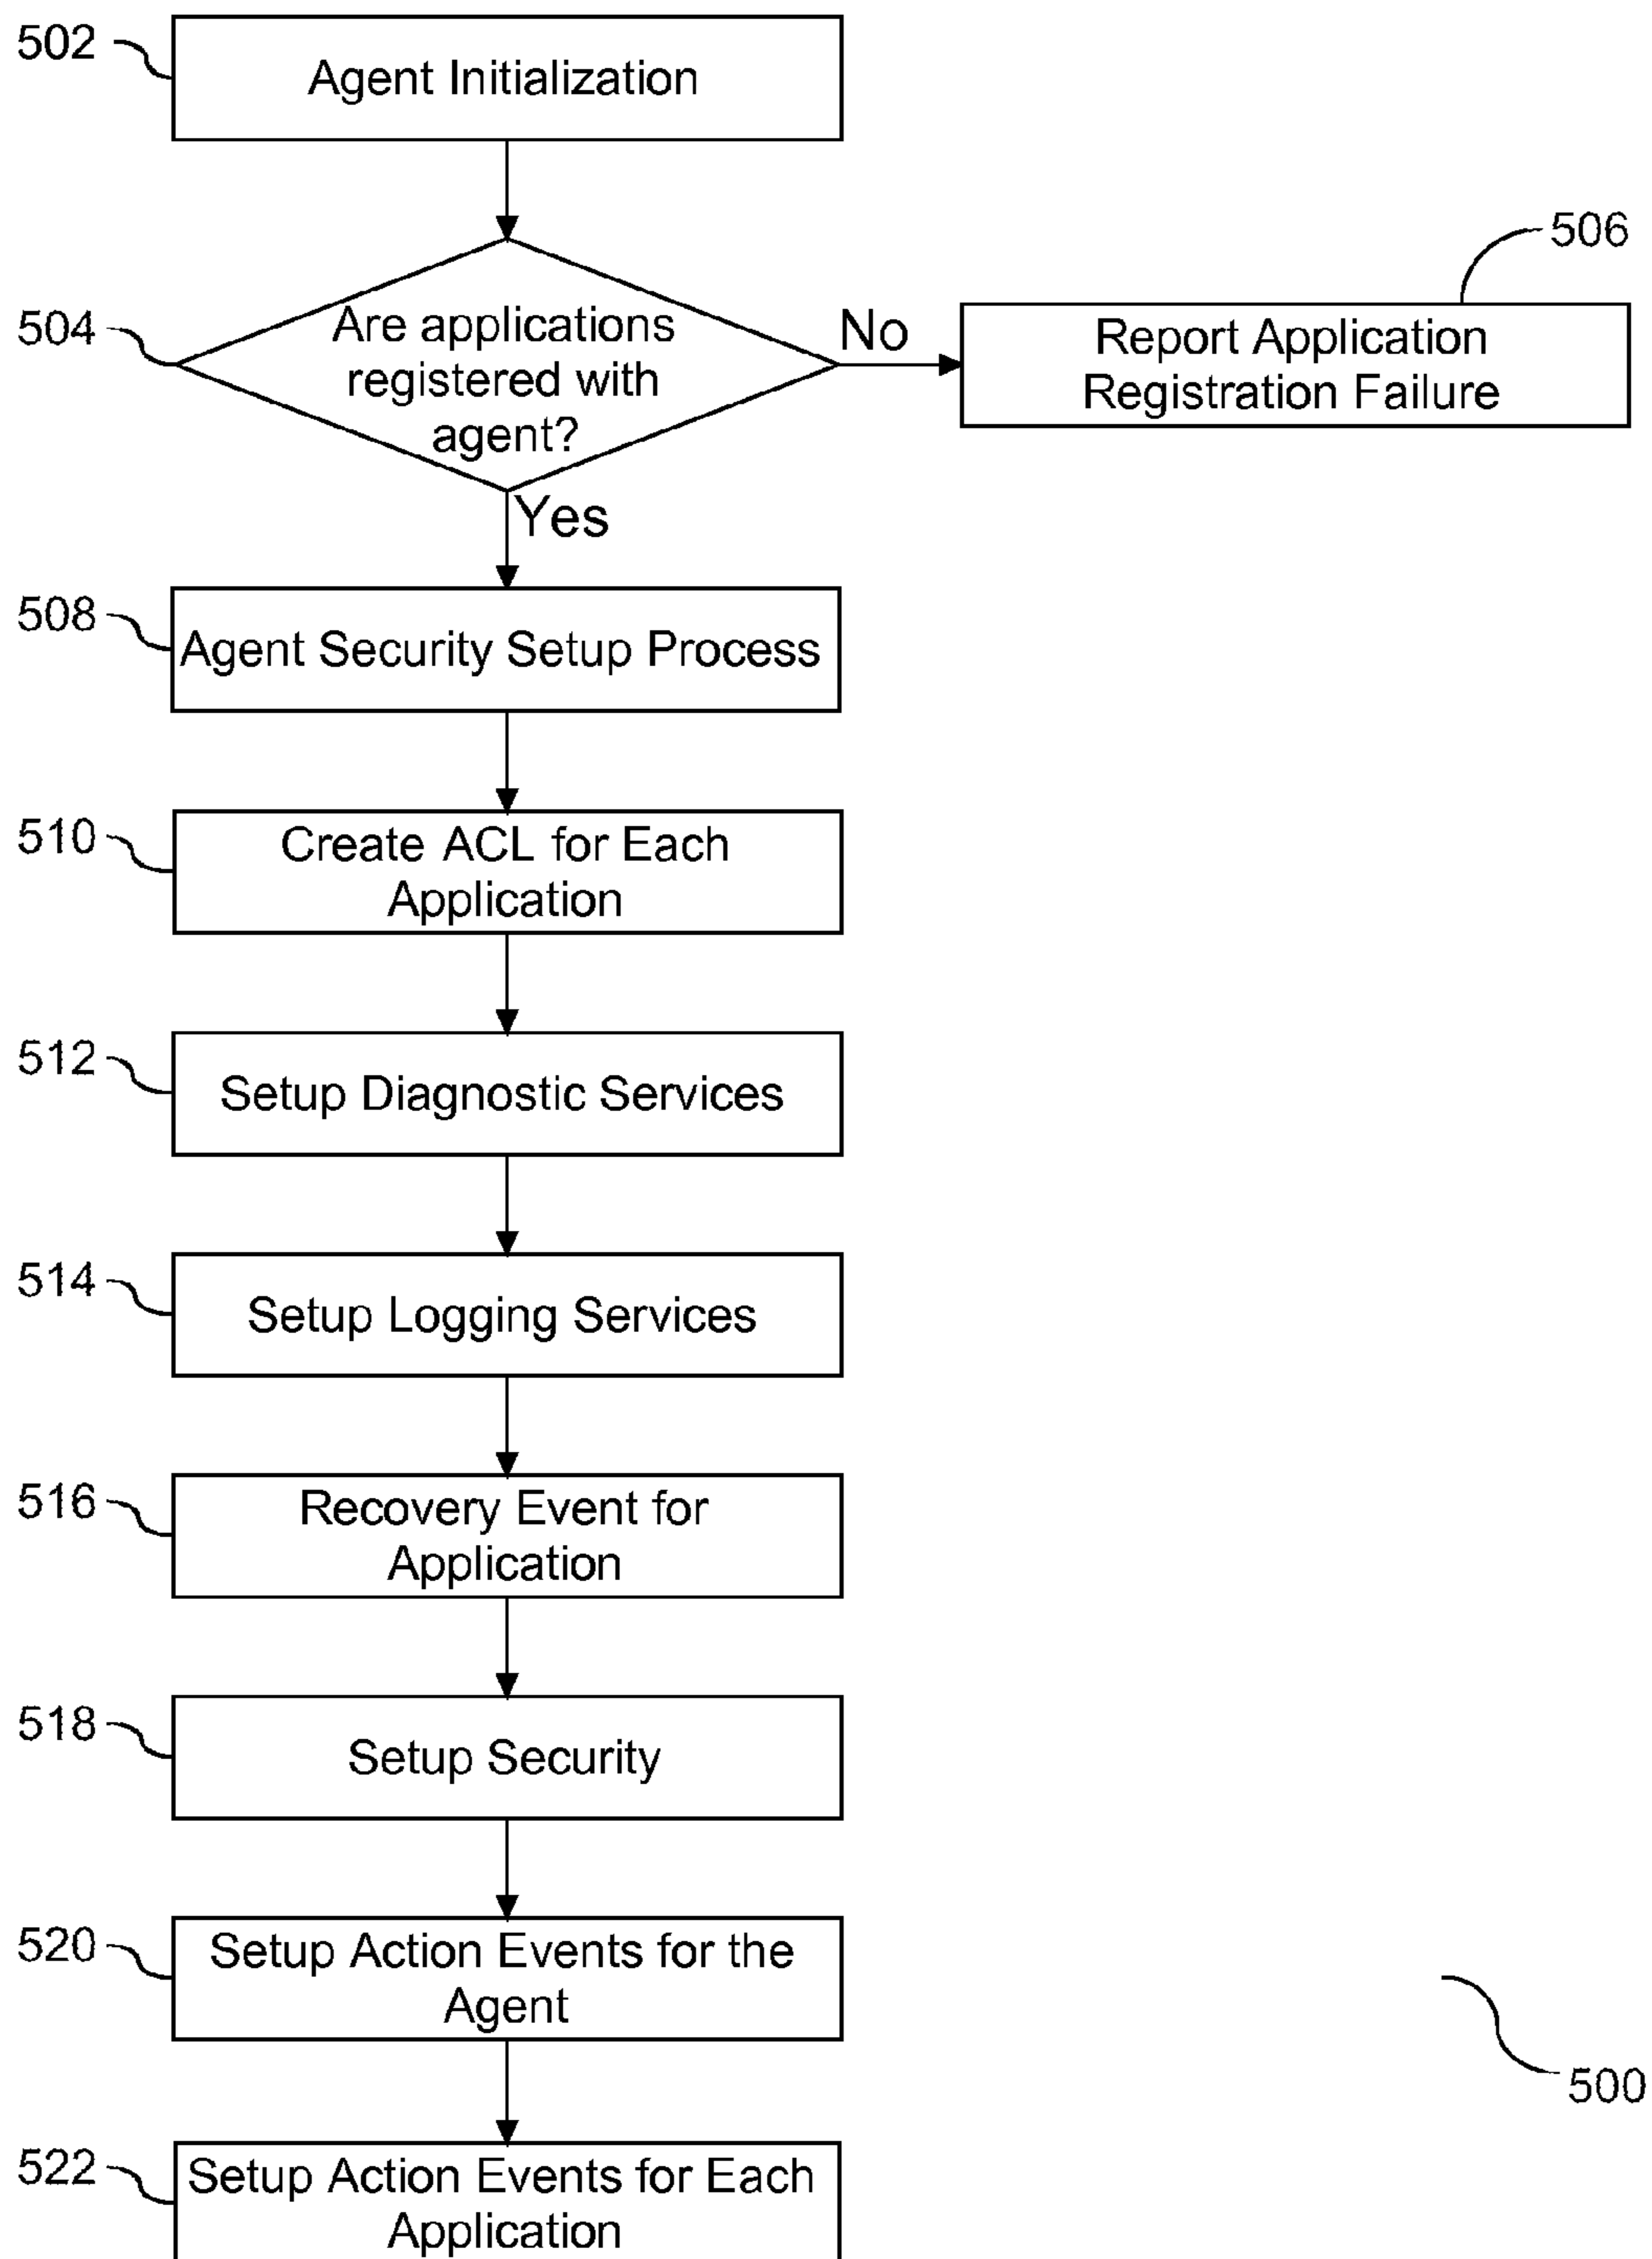 502
Agent Initialization
506
504
Are applications
registered with
agent?
No
Report Application
Registration Failure
Yes
508
Agent Security Setup Process
510
Create ACL for Each
Application
512
Setup Diagnostic Services
514
Setup Logging Services
516
Recovery Event for
Application
518
Setup Security
520
Setup Action Events for the
Agent
500
522
Setup Action Events for Each
Application